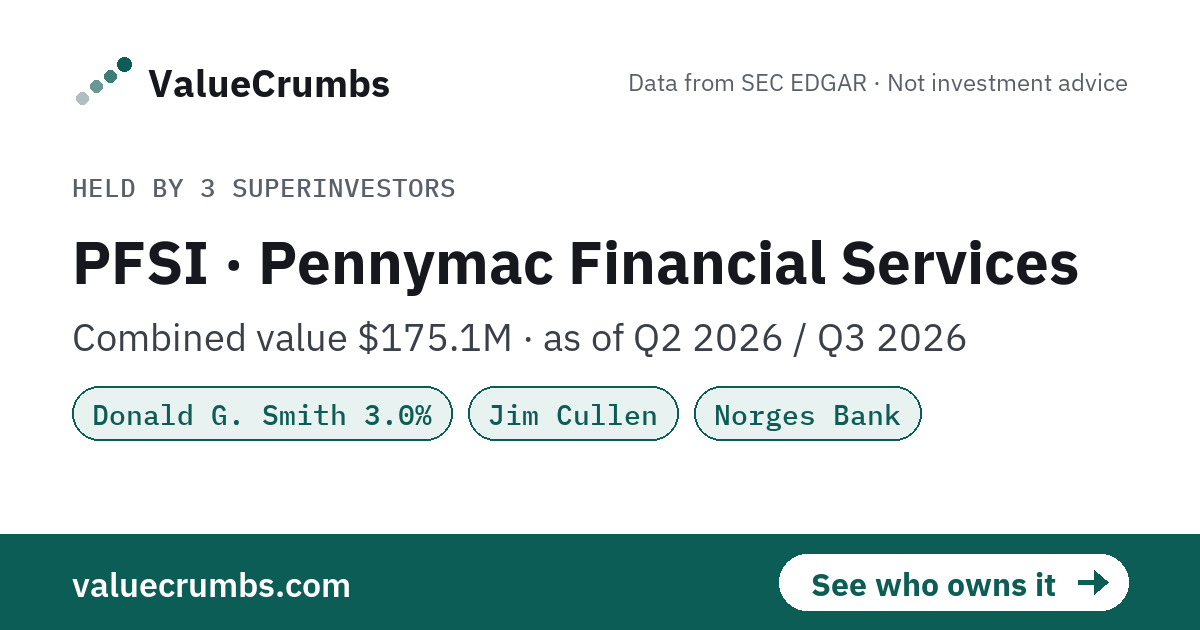 ValueCrumbs
Data from SEC EDGAR · Not investment advice
HELD BY 3 SUPERINVESTORS
PFSI · Pennymac Financial Services
Combined value $175.1M · as of Q2 2026 / Q3 2026
Donald G. Smith 3.0% Jim Cullen Norges Bank
valuecrumbs.com
See who owns it →